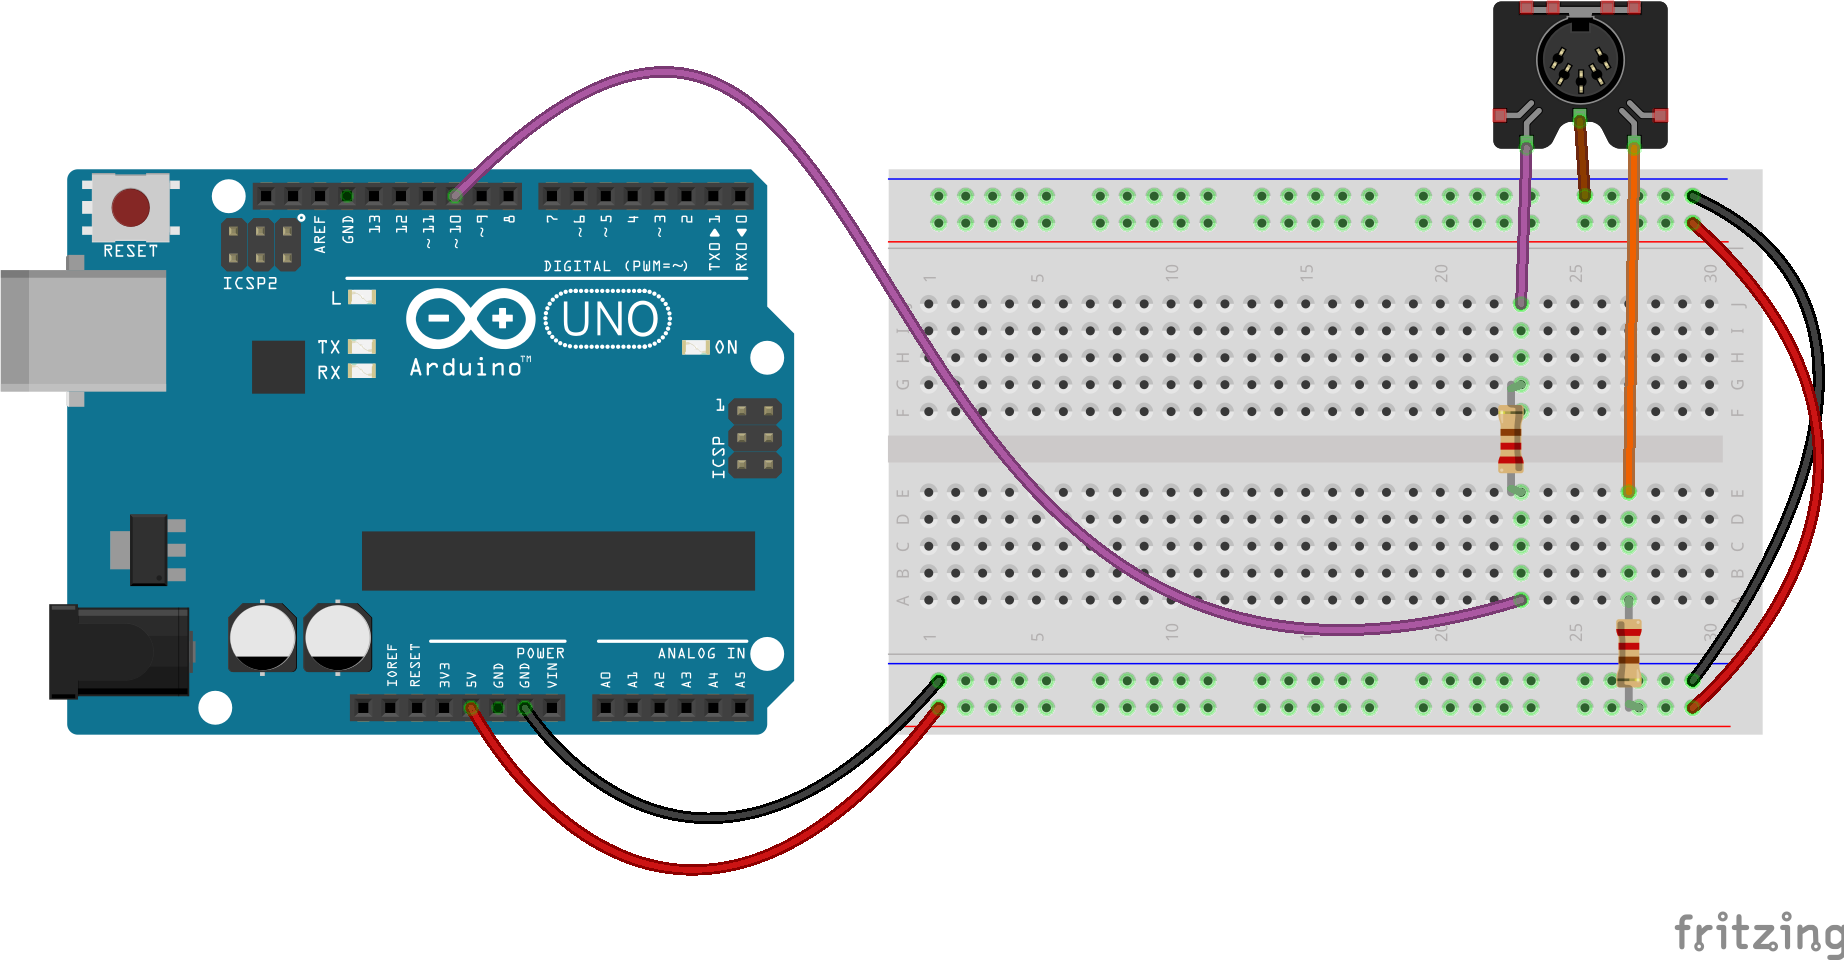 RESET
ICSP2
AREF
GND
13
12
~11
~10
~9
8
7
~6
~5
4
~3
2
TX0▶1
RX0◀0
DIGITAL (PWM=~)
L
TX
RX
UNO
Arduino™
ON
1
ICSP
IOREF
RESET
3V3
5V
GND
GND
VIN
POWER
A0
A1
A2
A3
A4
A5
ANALOG IN
1
5
10
15
20
25
30
J
I
H
G
F
E
D
C
B
A
J
I
H
G
F
E
D
C
B
1
5
10
15
20
25
30
fritzing